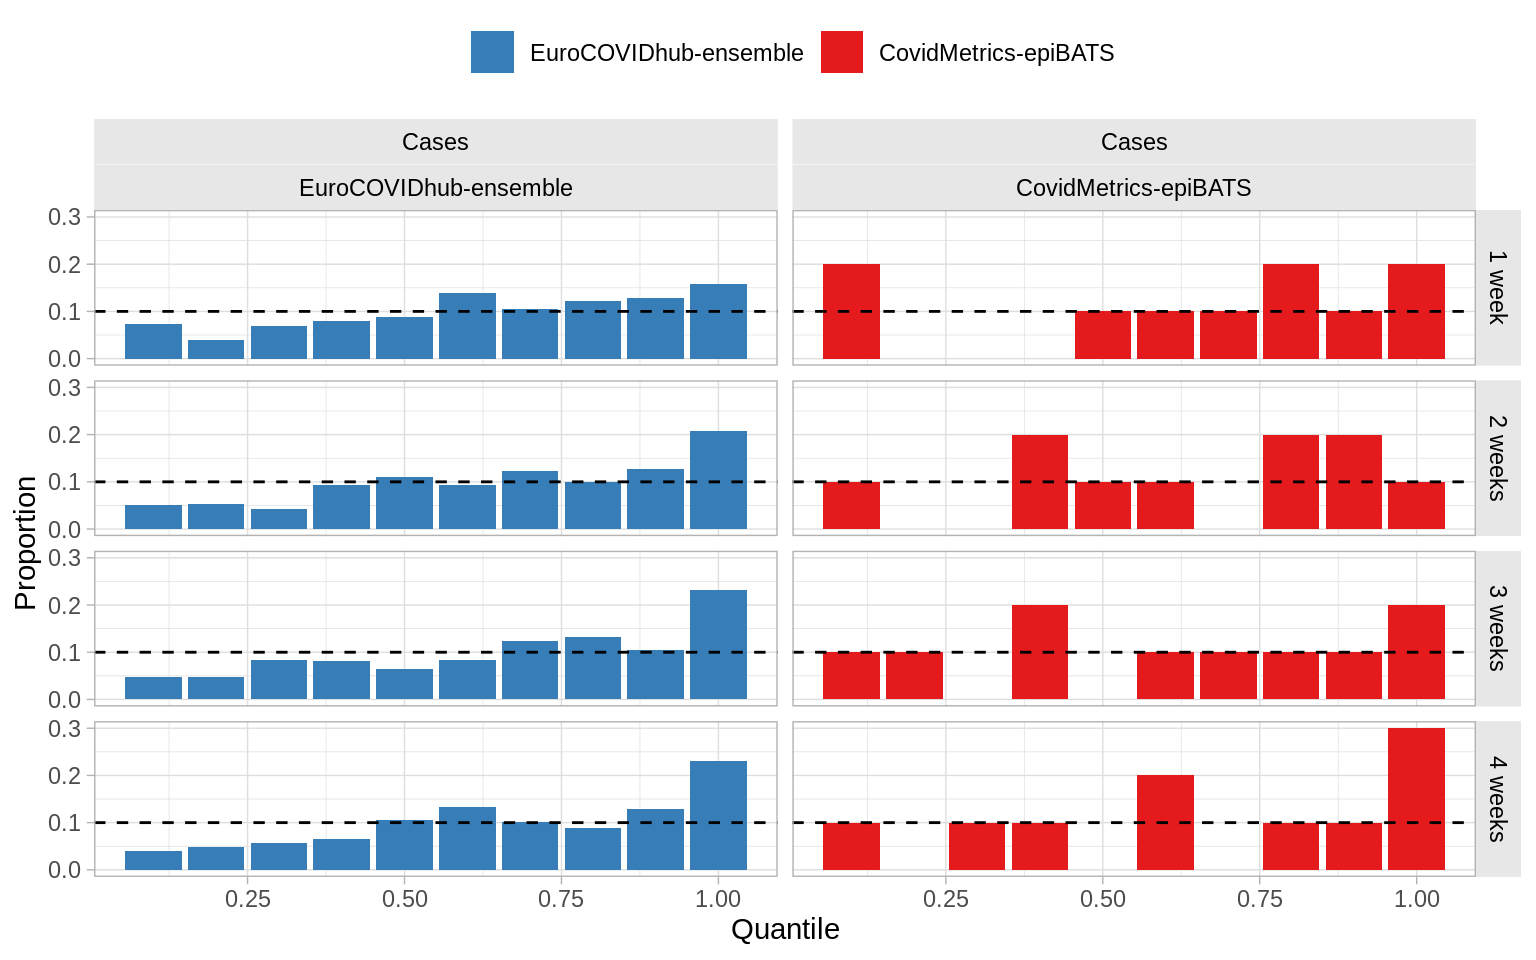 EuroCOVIDhub-ensemble CovidMetrics-epiBATS
Cases Cases
EuroCOVIDhub-ensemble CovidMetrics-epiBATS
0.3
0.2
0.1
0.0
1 week
0.3
0.2
0.1
0.0
2 weeks
Proportion
0.3
0.2
0.1
0.0
3 weeks
0.3
0.2
0.1
0.0
4 weeks
0.25 0.50 0.75 1.00 0.25 0.50 0.75 1.00
Quantile